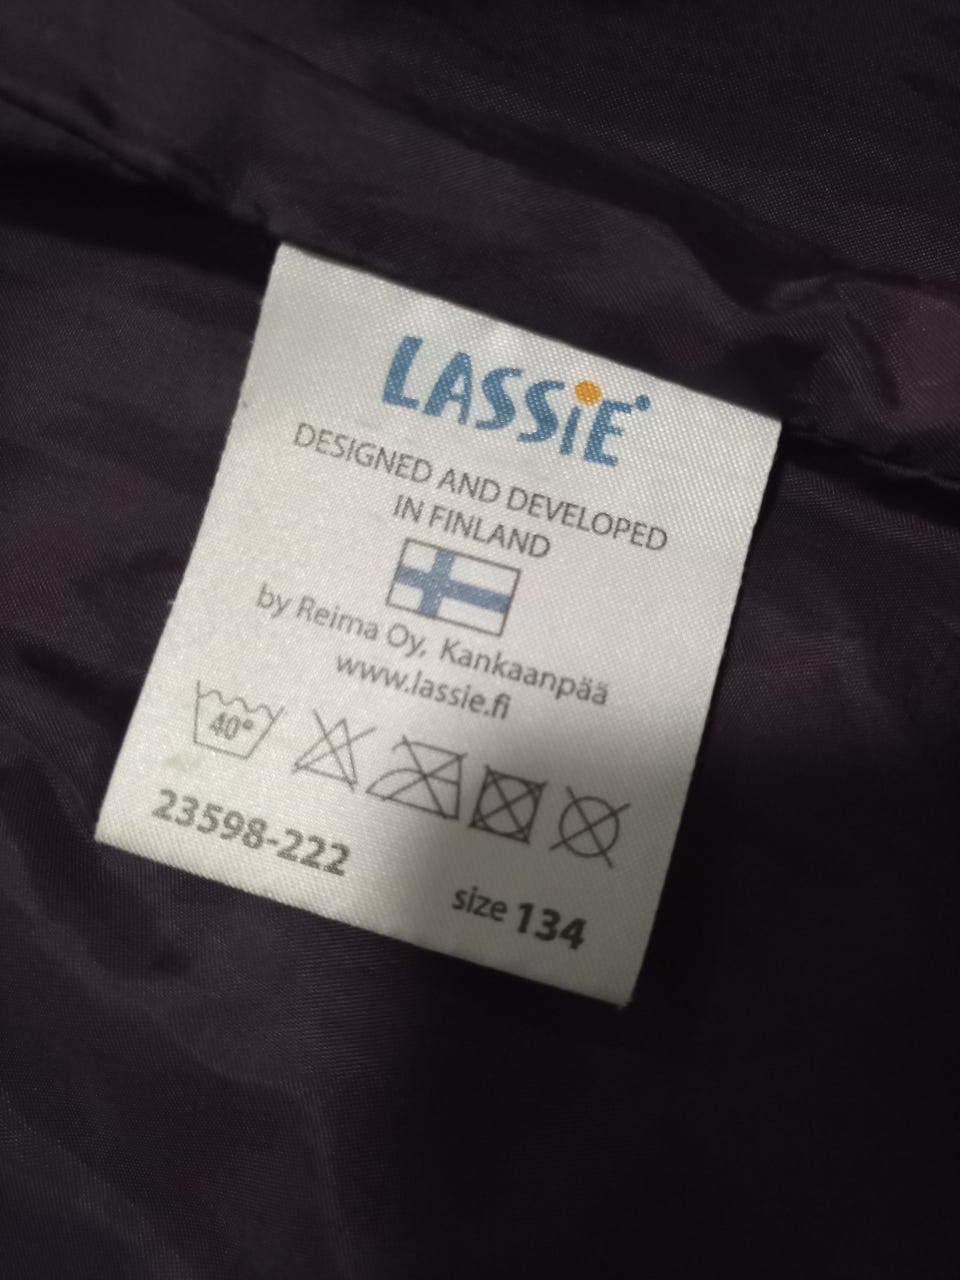 LASSiE
DESIGNED AND DEVELOPED
IN FINLAND
by Reima Oy, Kankaanpää
www.lassie.fi
40°
23598-222
size 134